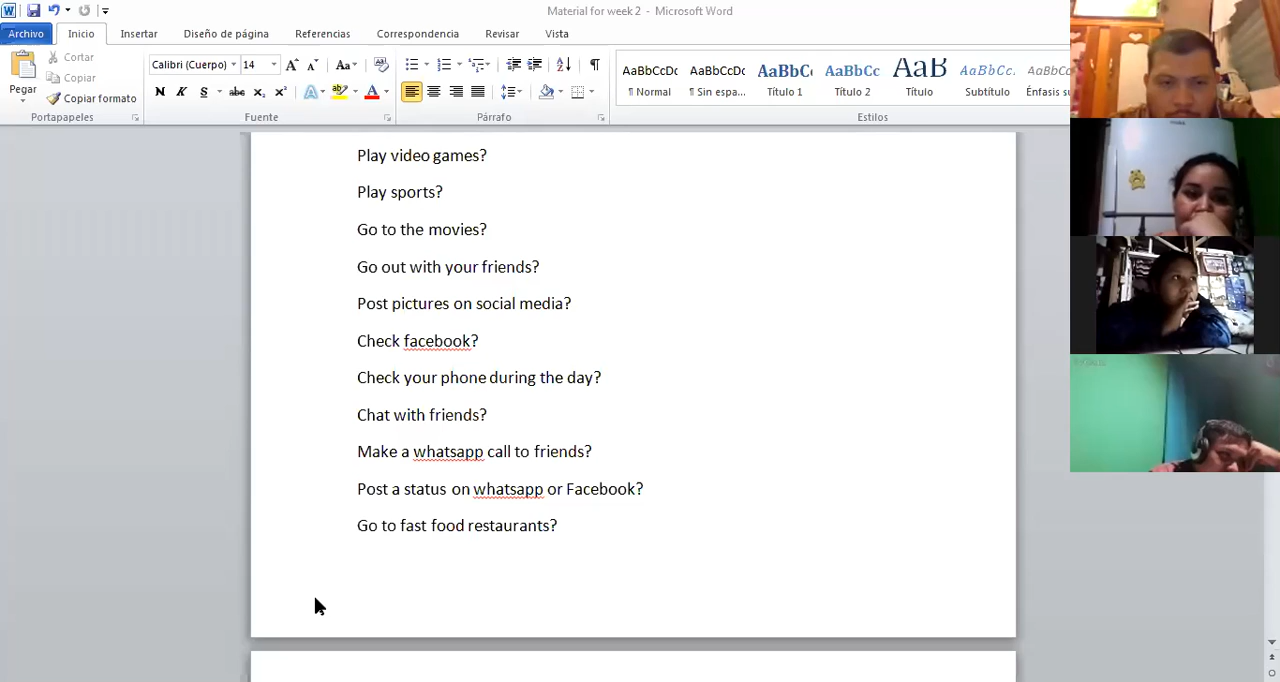 Material for week 2 - Microsoft Word
Archivo Inicio Insertar Diseño de página Referencias Correspondencia Revisar Vista
Cortar
Copiar
Copiar formato
Pegar
Portapapeles
Calibri (Cuerpo) 14
Fuente
Párrafo
AaBbCcDc AaBbCcDc AaBbC AaBbCc AaB AaBbCc. AaBbCc
¶ Normal ¶ Sin espa... Título 1 Título 2 Título Subtítulo Énfasis
Estilos
Play video games?
Play sports?
Go to the movies?
Go out with your friends?
Post pictures on social media?
Check facebook?
Check your phone during the day?
Chat with friends?
Make a whatsapp call to friends?
Post a status on whatsapp or Facebook?
Go to fast food restaurants?